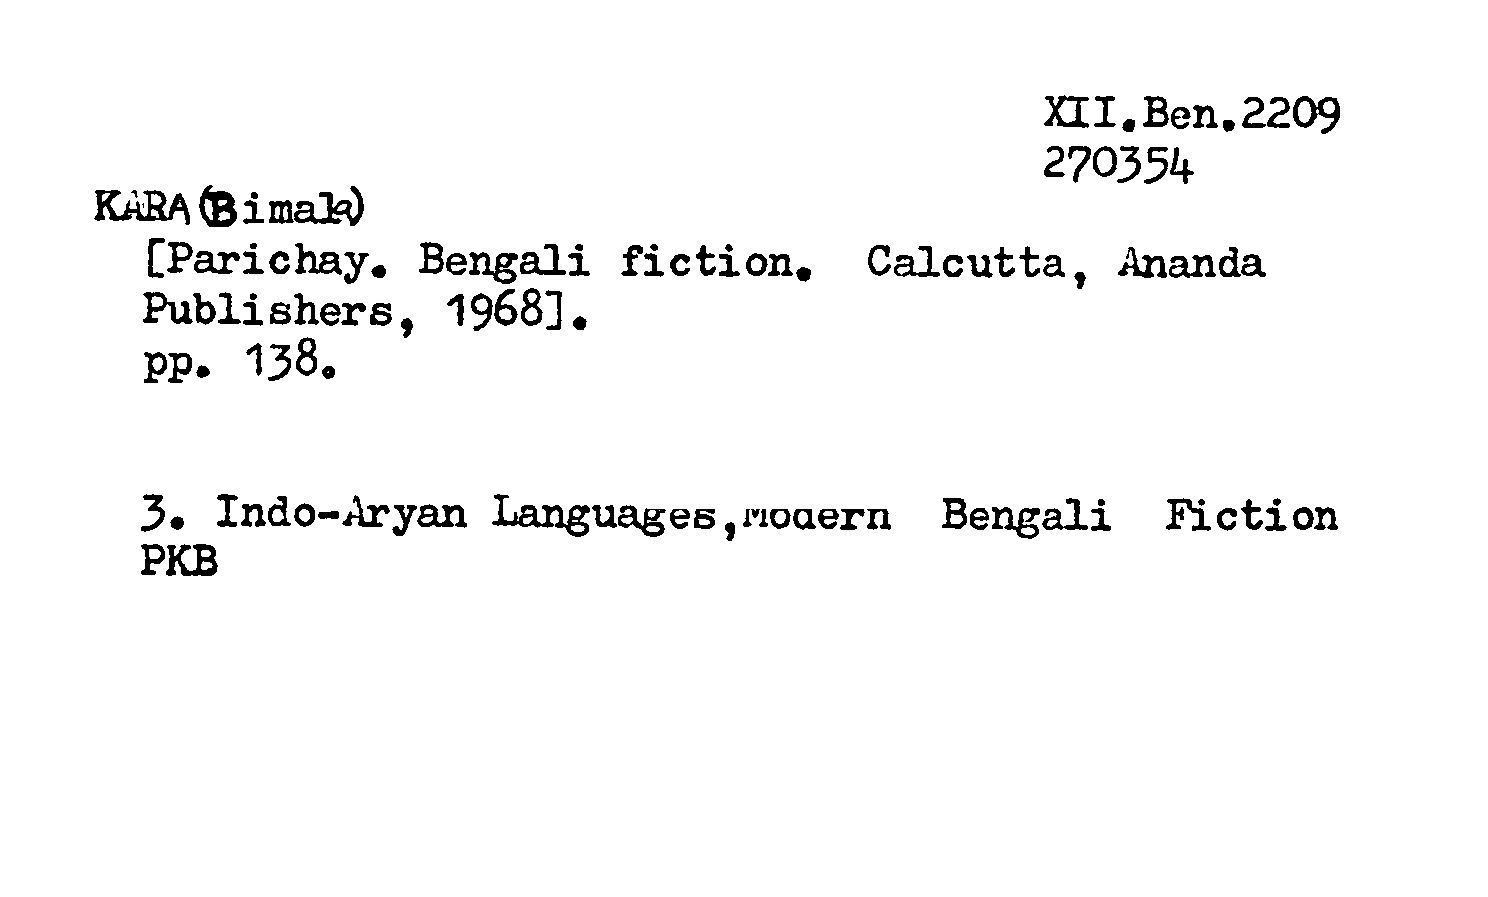 XII.Ben.2209
270354
KARA(Bimala)
[Parichay. Bengali fiction. Calcutta, Ananda
Publishers, 1968].
pp. 138.
3. Indo-Aryan Languages,Modern Bengali Fiction
PKB